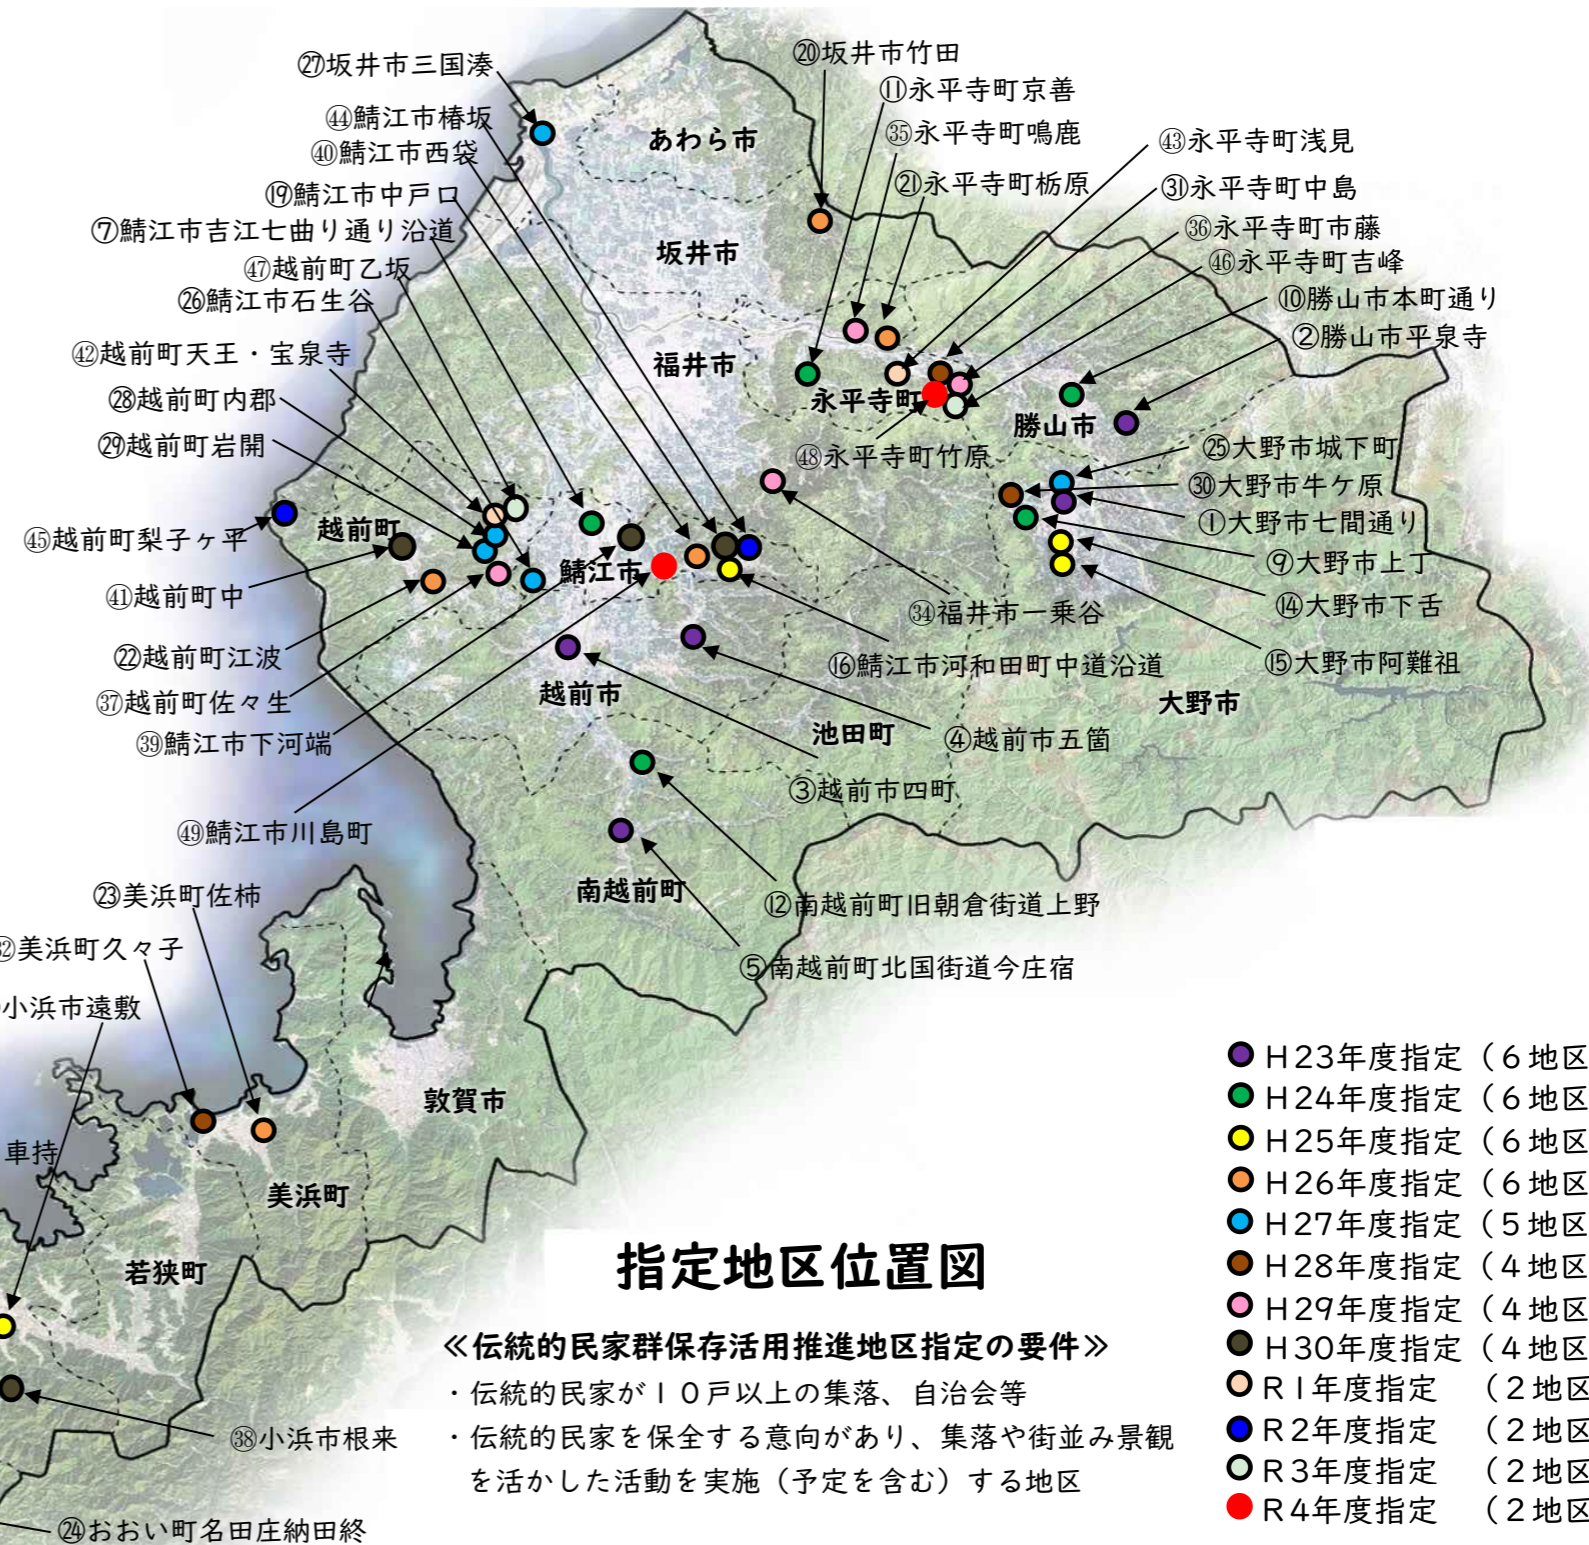 ㉗坂井市三国湊
⑳坂井市竹田
⑪永平寺町京善
㊹鯖江市椿坂
㉟永平寺町鳴鹿
あわら市
㊸永平寺町浅見
㊵鯖江市西袋
㉑永平寺町栃原
㉛永平寺町中島
⑲鯖江市中戸口
⑦鯖江市吉江七曲り通り沿道
㊱永平寺町市藤
坂井市
㊼越前町乙坂
㊻永平寺町吉峰
㉖鯖江市石生谷
⑩勝山市本町通り
②勝山市平泉寺
㊷越前町天王・宝泉寺
福井市
㉘越前町内郡
永平寺町
勝山市
㉙越前町岩開
㊽永平寺町竹原
㉕大野市城下町
㉚大野市牛ケ原
①大野市七間通り
越前町
㊺越前町梨子ヶ平
鯖江市
⑨大野市上丁
㊶越前町中
㉞福井市一乗谷
⑭大野市下舌
㉒越前町江波
⑯鯖江市河和田町中道沿道
⑮大野市阿難祖
越前市
㊲越前町佐々生
大野市
㊴鯖江市下河端
池田町
④越前市五箇
③越前市四町
㊾鯖江市川島町
南越前町
㉓美浜町佐柿
⑫南越前町旧朝倉街道上野
美浜町久々子
⑤南越前町北国街道今庄宿
小浜市遠敷
敦賀市
車持
美浜町
若狭町
㊳小浜市根来
㉔おおい町名田庄納田終
指定地区位置図
≪伝統的民家群保存活用推進地区指定の要件≫
・伝統的民家が１０戸以上の集落、自治会等
・伝統的民家を保全する意向があり、集落や街並み景観
を活かした活動を実施（予定を含む）する地区
H23年度指定（6地区
H24年度指定（6地区
H25年度指定（6地区
H26年度指定（6地区
H27年度指定（5地区
H28年度指定（4地区
H29年度指定（4地区
H30年度指定（4地区
R1年度指定（2地区
R2年度指定（2地区
R3年度指定（2地区
R4年度指定（2地区